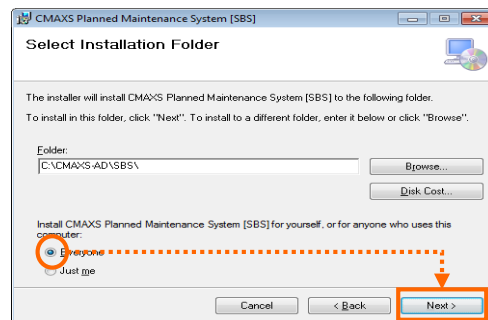 CMAXS Planned Maintenance System [SBS]
Select Installation Folder
The installer will install CMAXS Planned Maintenance System [SBS] to the following folder.
To install in this folder, click "Next". To install to a different folder, enter it below or click "Browse".
Folder:
C:\CMAXS-AD\SBS\
Browse...
Disk Cost...
Install CMAXS Planned Maintenance System [SBS] for yourself, or for anyone who uses this
computer:
Everyone
Just me
Cancel
< Back
Next >